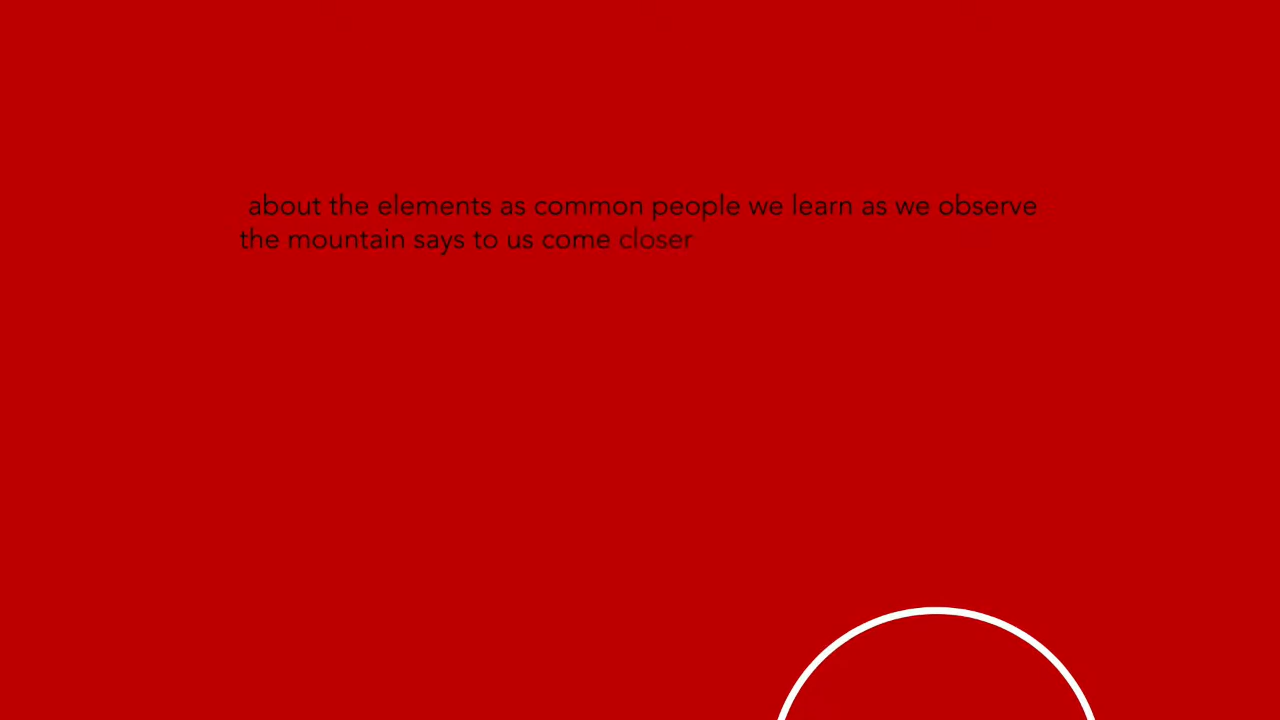 about the elements as common people we learn as we observe
the mountain says to us come closer